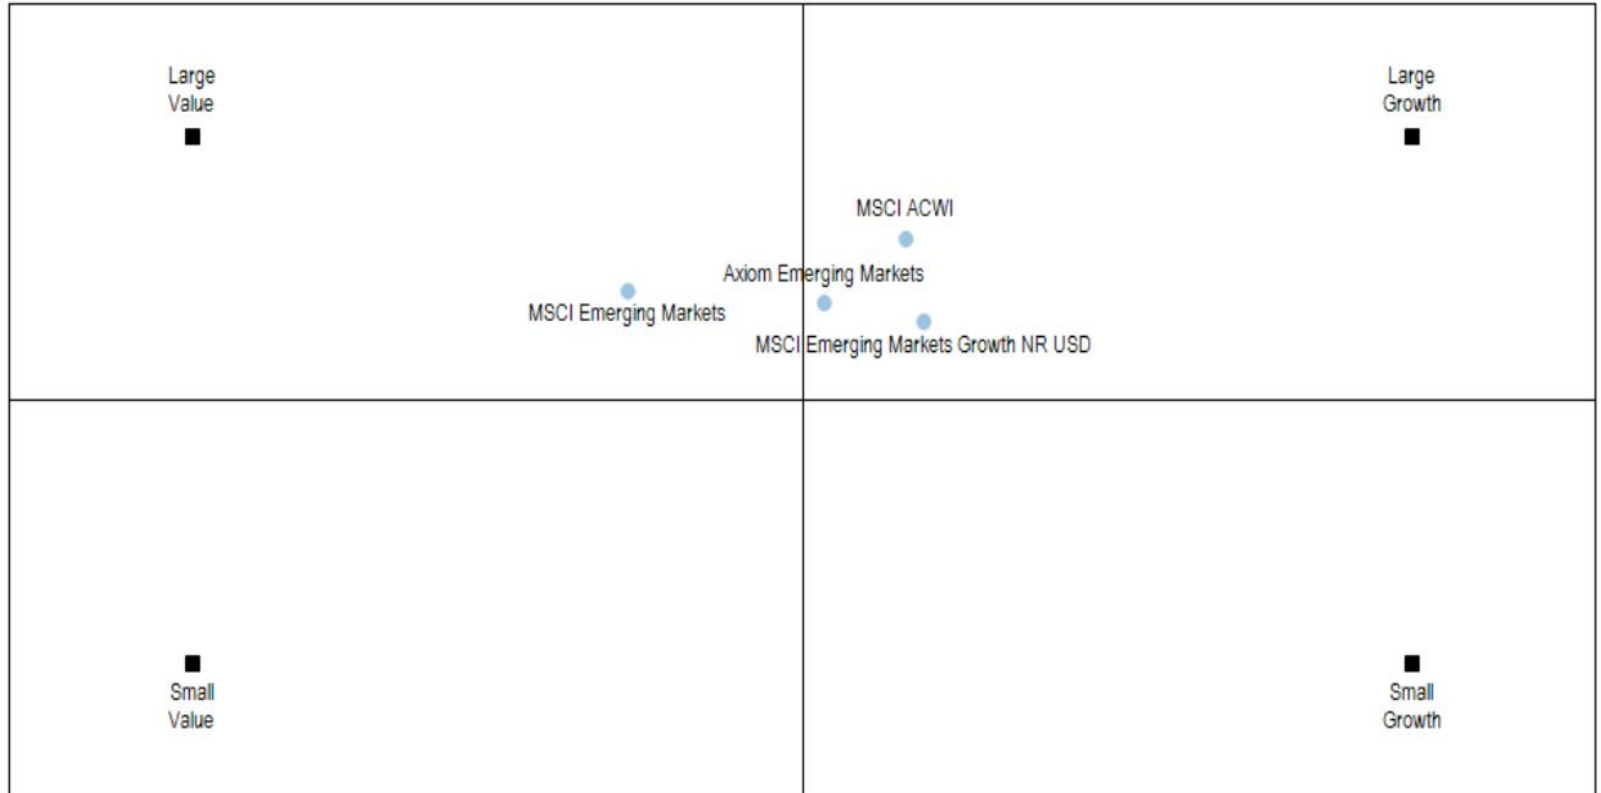 Large
Value
Large
Growth
MSCI ACWI
Axiom Emerging Markets
MSCI Emerging Markets
MSCI Emerging Markets Growth NR USD
Small
Value
Small
Growth